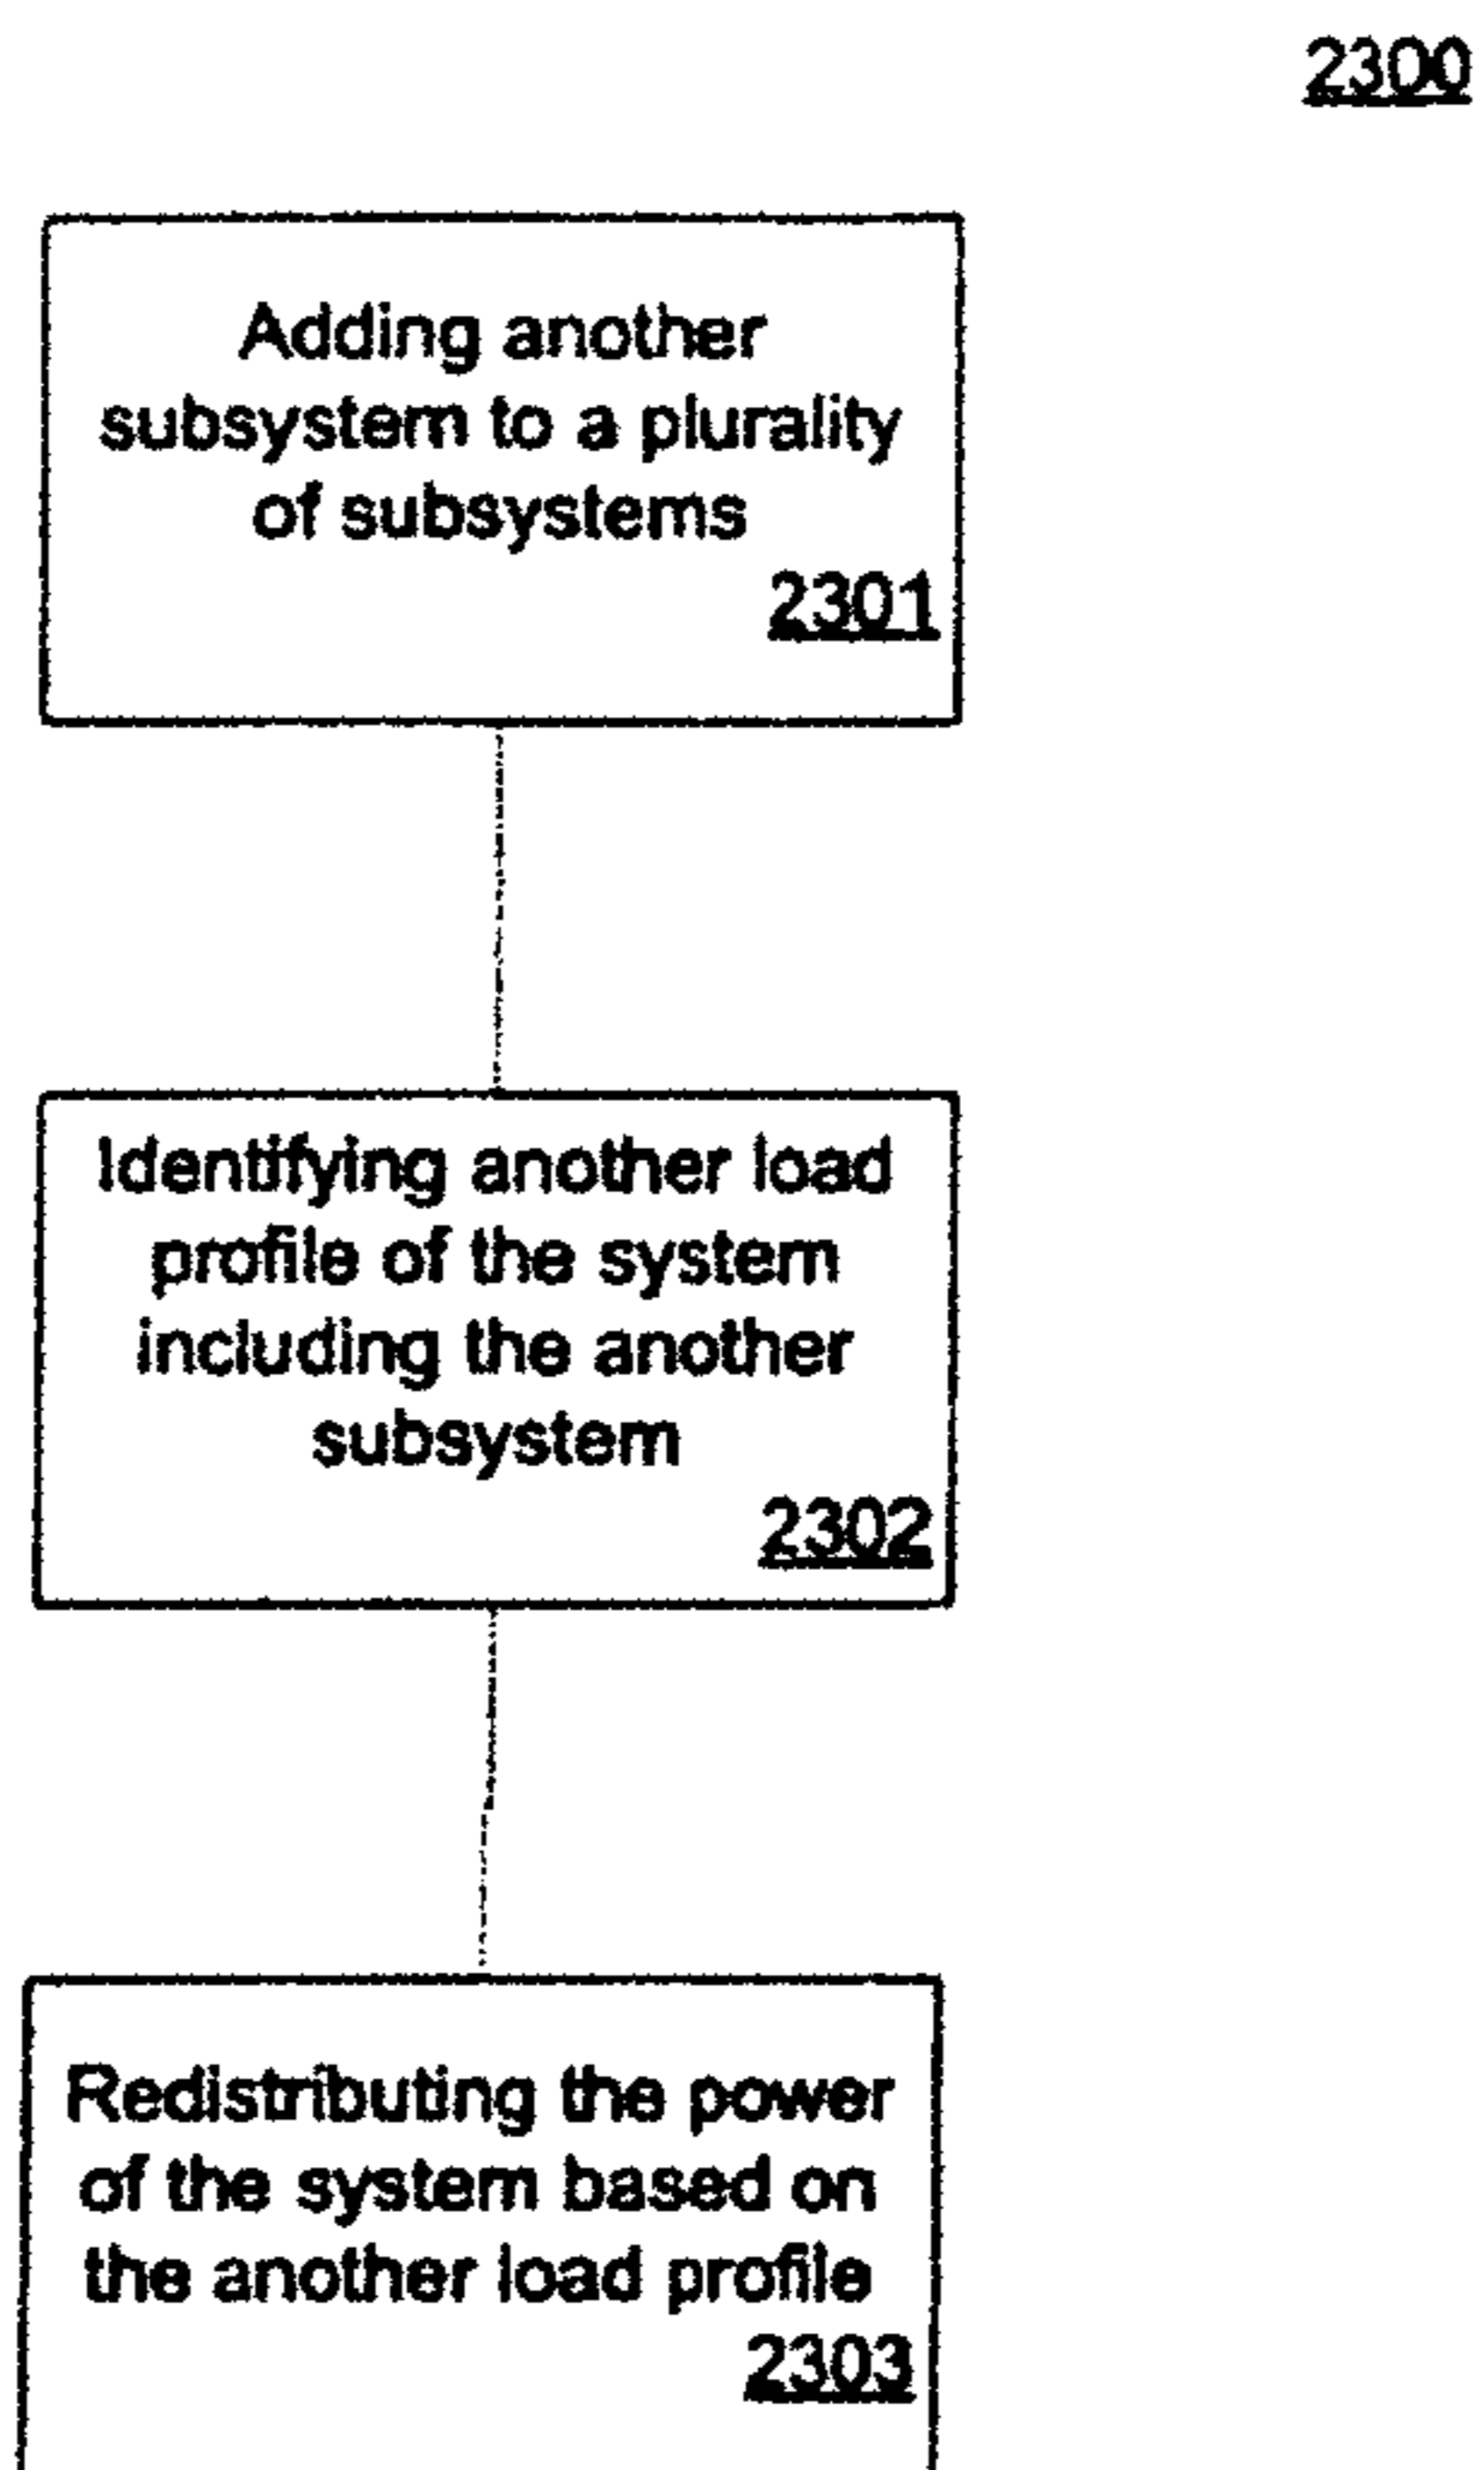 2300
Adding another
subsystem to a plurality
of subsystems
2301
Identifying another load
profile of the system
including the another
subsystem
2302
Redistributing the power
of the system based on
the another load profile
2303